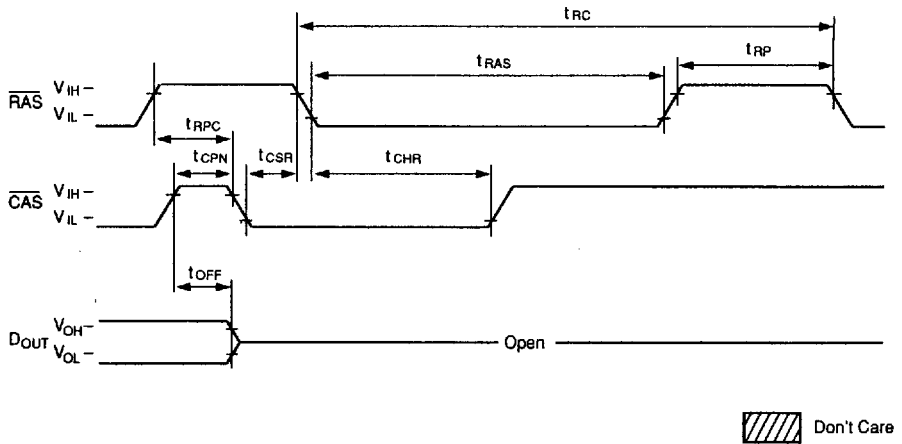 tRC
tRAS
tRP
RAS
VIH –
VIL –
tRPC
tCPN
tCSR
tCHR
CAS
VIH –
VIL –
tOFF
DOUT
VOH –
VOL –
Open
Don't Care